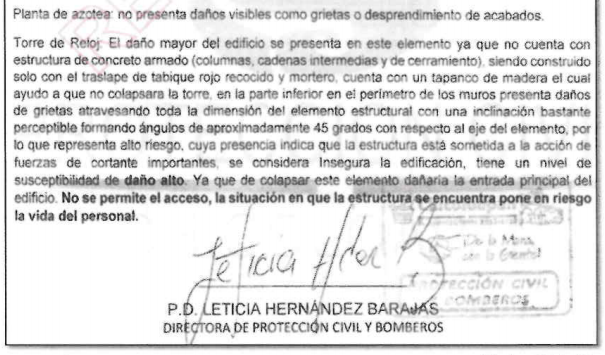 Planta de azotea: no presenta daños visibles como grietas o desprendimiento de acabados.
Torre de Reloj: El daño mayor del edificio se presenta en este elemento ya que no cuenta con
estructura de concreto armado (columnas, cadenas intermedias y de cerramiento), siendo construido
solo con el traslape de tabique rojo recocido y mortero, cuenta con un tapanco de madera el cual
ayudo a que no colapsara la torre, en la parte inferior en el perímetro de los muros presenta daños
de grietas atravesando toda la dimensión del elemento estructural con una inclinación bastante
perceptible formando ángulos de aproximadamente 45 grados con respecto al eje del elemento, por
lo que representa alto riesgo, cuya presencia indica que la estructura está sometida a la acción de
fuerzas de cortante importantes, se considera Insegura la edificación, tiene un nivel de
susceptibilidad de daño alto. Ya que de colapsar este elemento dañaría la entrada principal del
edificio. No se permite el acceso, la situación en que la estructura se encuentra pone en riesgo
la vida del personal.
Leticia Hdez B
De la Mano
con la Gente!
PROTECCIÓN CIVIL
BOMBEROS
P.D. LETICIA HERNÁNDEZ BARAJAS
DIRECTORA DE PROTECCIÓN CIVIL Y BOMBEROS